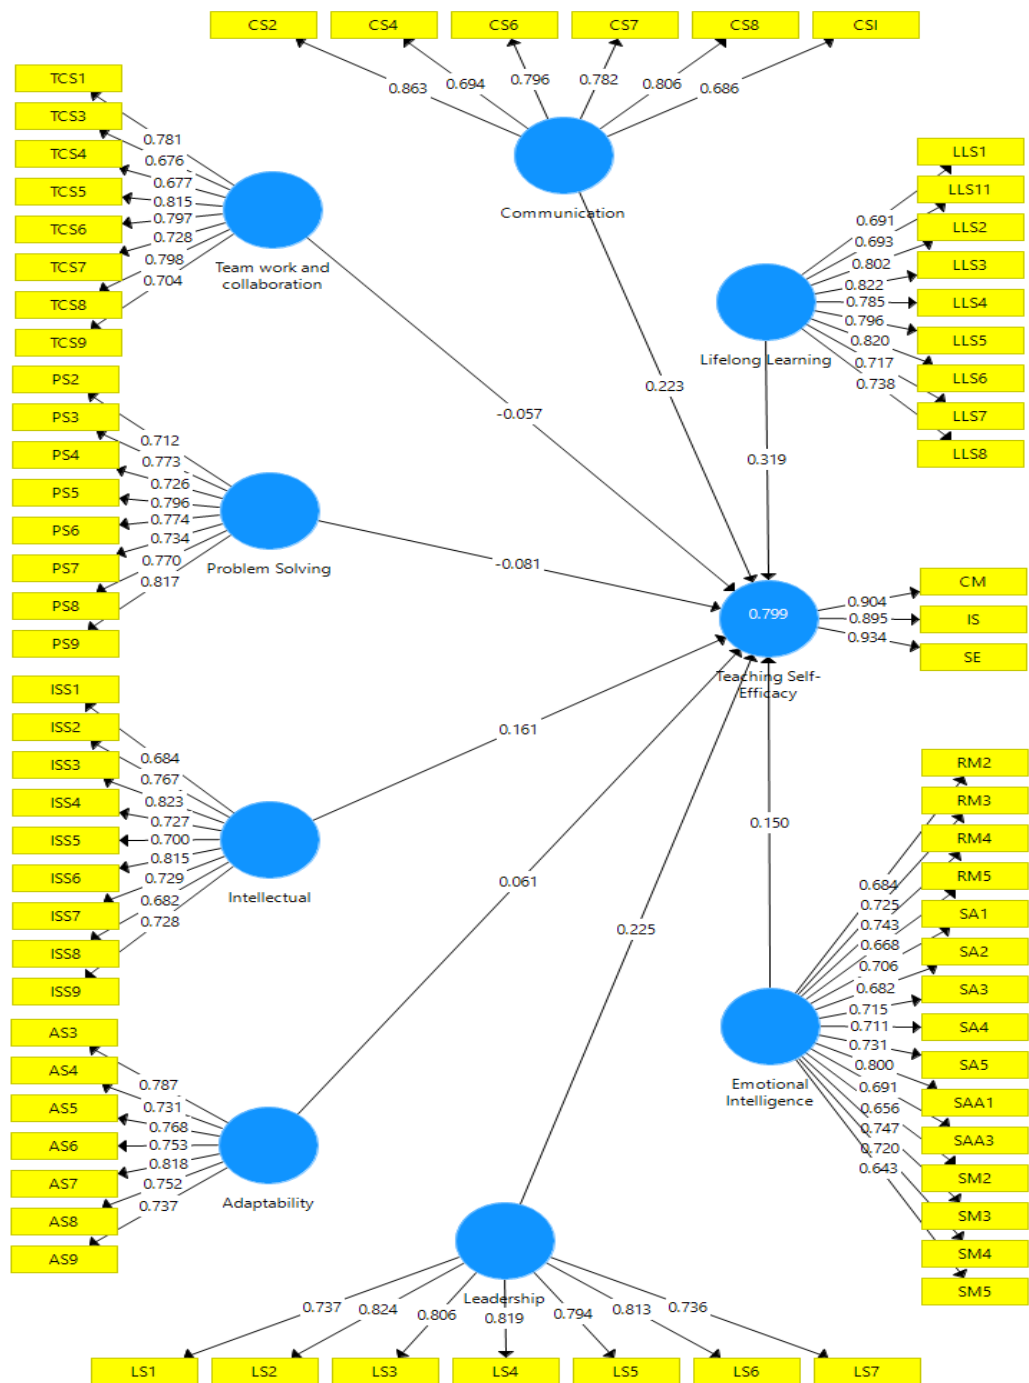 CS2
CS4
CS6
CS7
CS8
CSI
0.863
0.694
0.796
0.782
0.806
0.686
Communication
TCS1
TCS3
TCS4
TCS5
TCS6
TCS7
TCS8
TCS9
0.781
0.676
0.677
0.815
0.797
0.728
0.798
0.704
Team work and
collaboration
LLS1
LLS11
LLS2
LLS3
LLS4
LLS5
LLS6
LLS7
LLS8
0.691
0.693
0.802
0.822
0.785
0.796
0.820
0.717
0.738
Lifelong Learning
0.223
-0.057
0.319
PS2
PS3
PS4
PS5
PS6
PS7
PS8
PS9
0.712
0.773
0.726
0.796
0.774
0.734
0.770
0.817
Problem Solving
-0.081
0.799
Teaching Self-
Efficacy
0.904
0.895
0.934
CM
IS
SE
ISS1
ISS2
ISS3
ISS4
ISS5
ISS6
ISS7
ISS8
ISS9
0.684
0.767
0.823
0.727
0.700
0.815
0.729
0.682
0.728
Intellectual
0.161
0.061
0.225
0.150
RM2
RM3
RM4
RM5
SA1
SA2
SA3
SA4
SA5
SAA1
SAA3
SM2
SM3
SM4
SM5
0.684
0.725
0.743
0.668
0.706
0.682
0.715
0.711
0.731
0.800
0.691
0.656
0.747
0.720
0.643
Emotional
Intelligence
AS3
AS4
AS5
AS6
AS7
AS8
AS9
0.787
0.731
0.768
0.753
0.818
0.752
0.737
Adaptability
Leadership
0.737
0.824
0.806
0.819
0.794
0.813
0.736
LS1
LS2
LS3
LS4
LS5
LS6
LS7